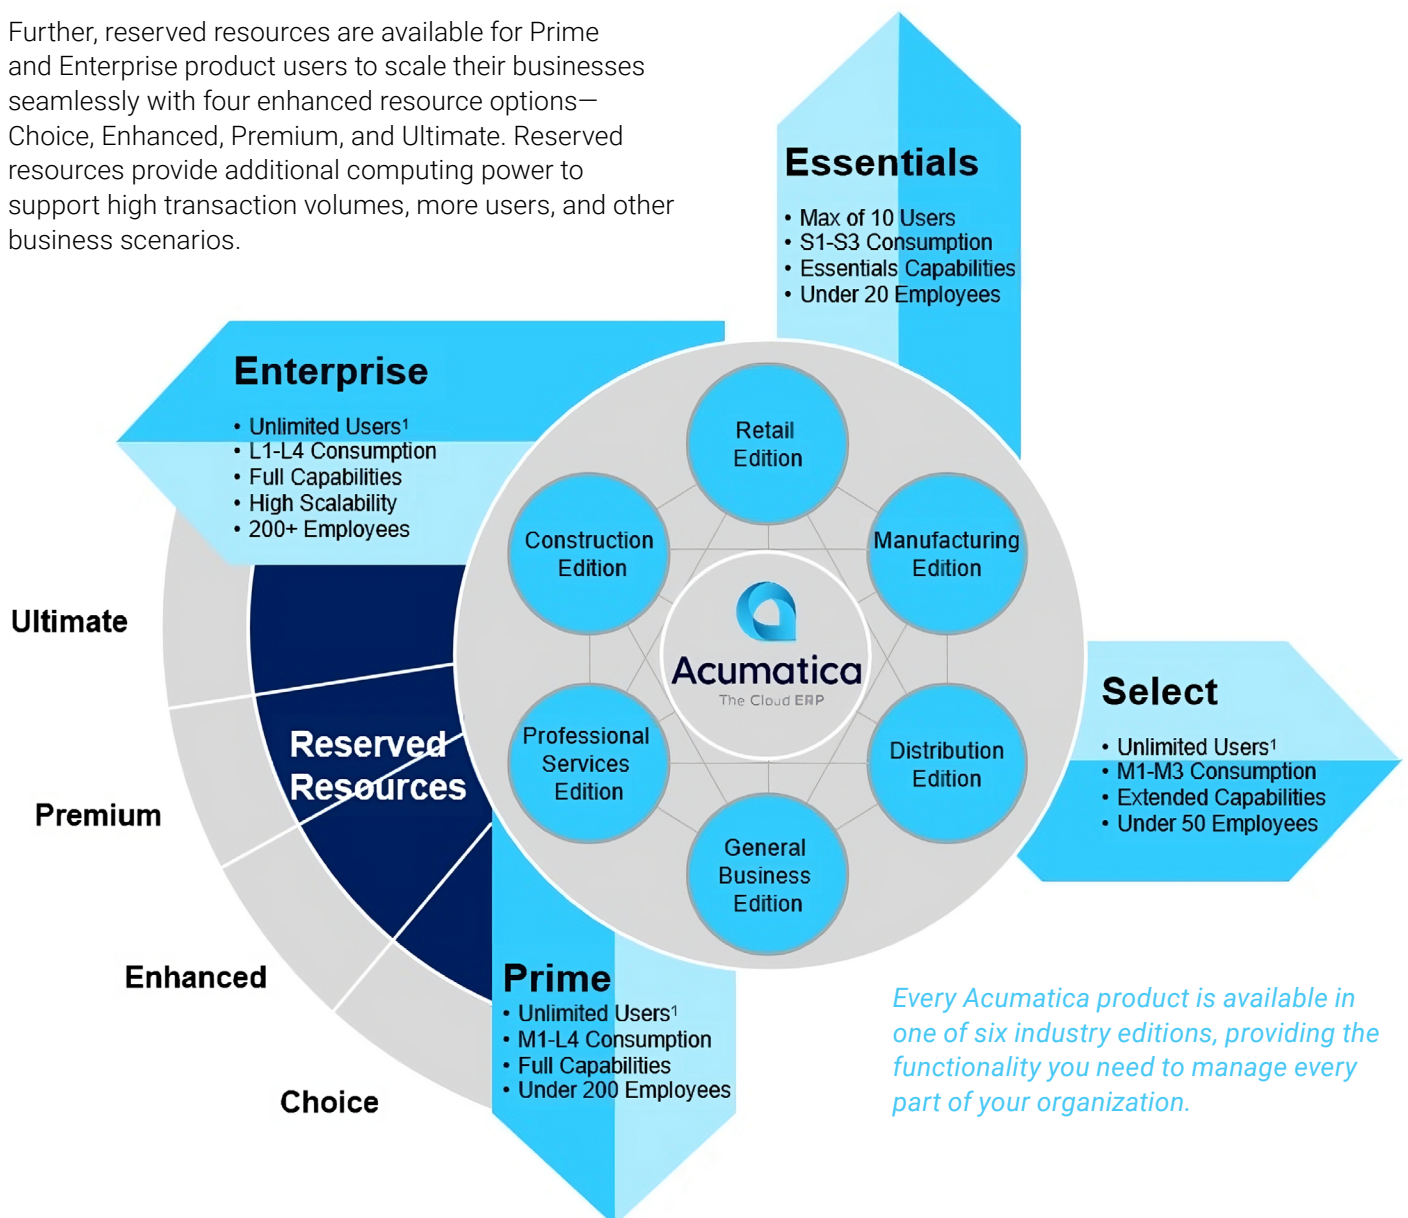 Further, reserved resources are available for Prime
and Enterprise product users to scale their businesses
seamlessly with four enhanced resource options—
Choice, Enhanced, Premium, and Ultimate. Reserved
resources provide additional computing power to
support high transaction volumes, more users, and other
business scenarios.
Essentials
• Max of 10 Users
• S1-S3 Consumption
• Essentials Capabilities
• Under 20 Employees
Enterprise
• Unlimited Users¹
• L1-L4 Consumption
• Full Capabilities
• High Scalability
• 200+ Employees
Retail
Edition
Construction
Edition
Manufacturing
Edition
Acumatica
The Cloud ERP
Professional
Services
Edition
Distribution
Edition
General
Business
Edition
Select
• Unlimited Users¹
• M1-M3 Consumption
• Extended Capabilities
• Under 50 Employees
Ultimate
Reserved
Resources
Premium
Enhanced
Choice
Prime
• Unlimited Users¹
• M1-L4 Consumption
• Full Capabilities
• Under 200 Employees
Every Acumatica product is available in
one of six industry editions, providing the
functionality you need to manage every
part of your organization.